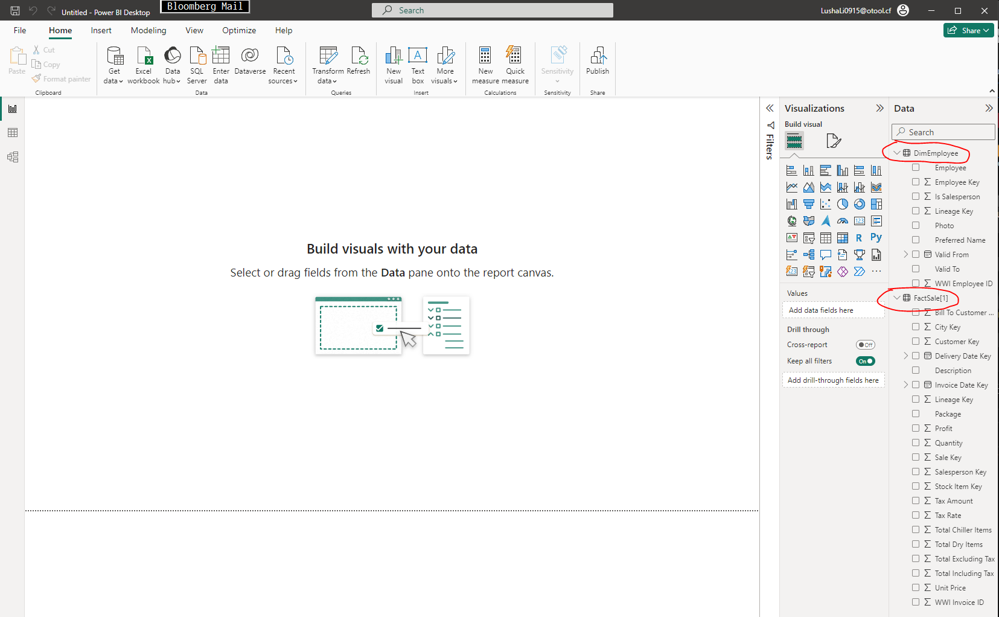 Untitled - Power BI Desktop
Bloomberg Mail
Search
LushaLi0915@otool.cf
File Home Insert Modeling View Optimize Help
Share
Paste
Cut
Copy
Format painter
Clipboard
Get data
Excel workbook
Data hub
SQL Server
Enter data
Dataverse
Recent sources
Data
Transform data
Refresh
Queries
New visual
Text box
More visuals
Insert
New measure
Quick measure
Calculations
Sensitivity
Sensitivity
Publish
Share
Build visuals with your data
Select or drag fields from the Data pane onto the report canvas.
Filters
Visualizations
Build visual
123
R
Py
123
Values
Add data fields here
Drill through
Cross-report
Off
Keep all filters
On
Add drill-through fields here
Data
Search
DimEmployee
Employee
Employee Key
Is Salesperson
Lineage Key
Photo
Preferred Name
Valid From
Valid To
WWI Employee ID
FactSale[1]
Bill To Customer ...
City Key
Customer Key
Delivery Date Key
Description
Invoice Date Key
Lineage Key
Package
Profit
Quantity
Sale Key
Salesperson Key
Stock Item Key
Tax Amount
Tax Rate
Total Chiller Items
Total Dry Items
Total Excluding Tax
Total Including Tax
Unit Price
WWI Invoice ID